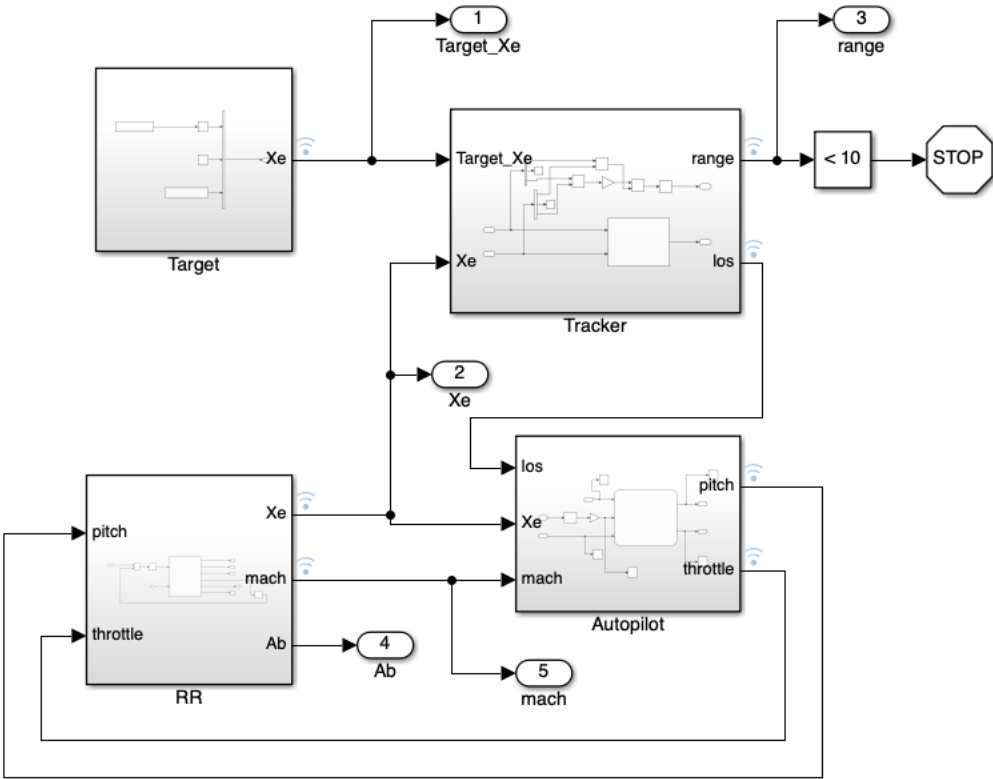 1
Target_Xe
3
range
Xe
Target
Target_Xe
range
Xe
los
Tracker
< 10
STOP
2
Xe
los
pitch
Xe
mach
throttle
Autopilot
pitch
Xe
mach
throttle
Ab
RR
4
Ab
5
mach